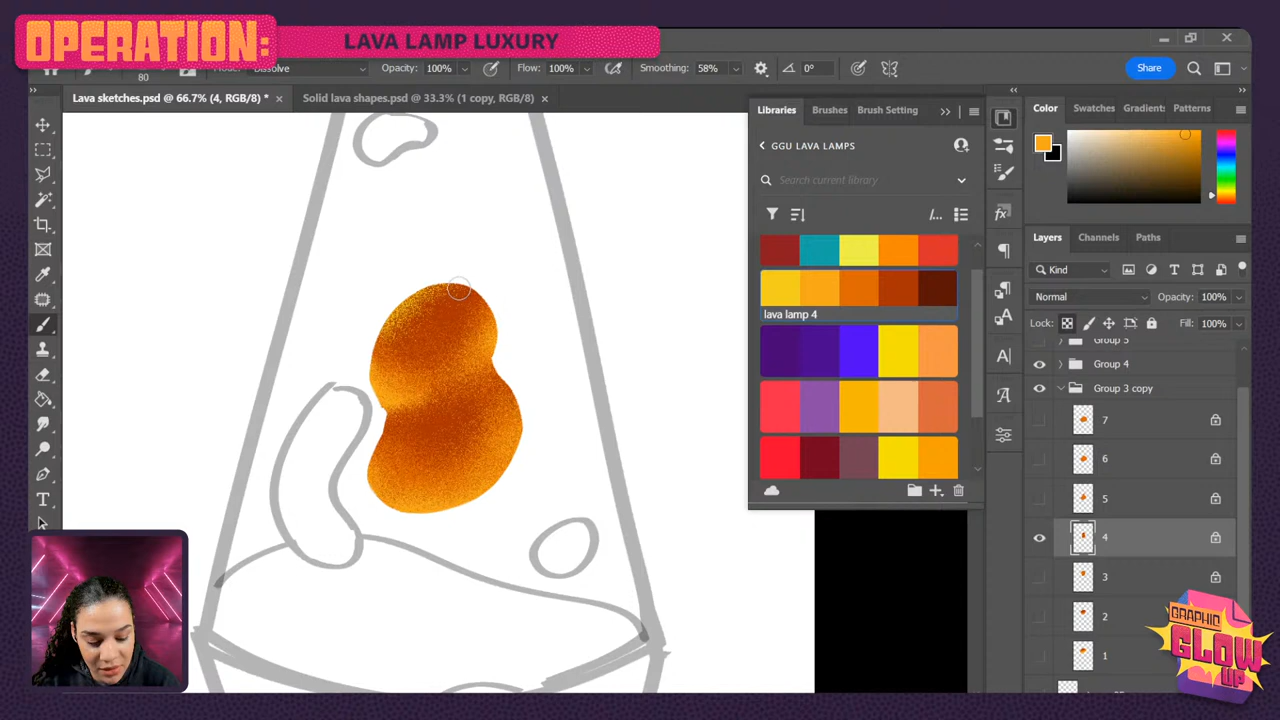 OPERATION:
LAVA LAMP LUXURY
80
Dissolve
Opacity: 100%
Flow: 100%
Smoothing: 58%
0°
Share
Lava sketches.psd @ 66.7% (4, RGB/8) *
Solid lava shapes.psd @ 33.3% (1 copy, RGB/8)
Libraries
Brushes
Brush Setting
GGU LAVA LAMPS
Search current library
lava lamp 4
Color
Swatches
Gradient
Patterns
Layers
Channels
Paths
Kind
Normal
Opacity: 100%
Lock:
Fill: 100%
Group 4
Group 3 copy
7
6
5
4
3
2
1
GRAPHIC
GLOW
UP